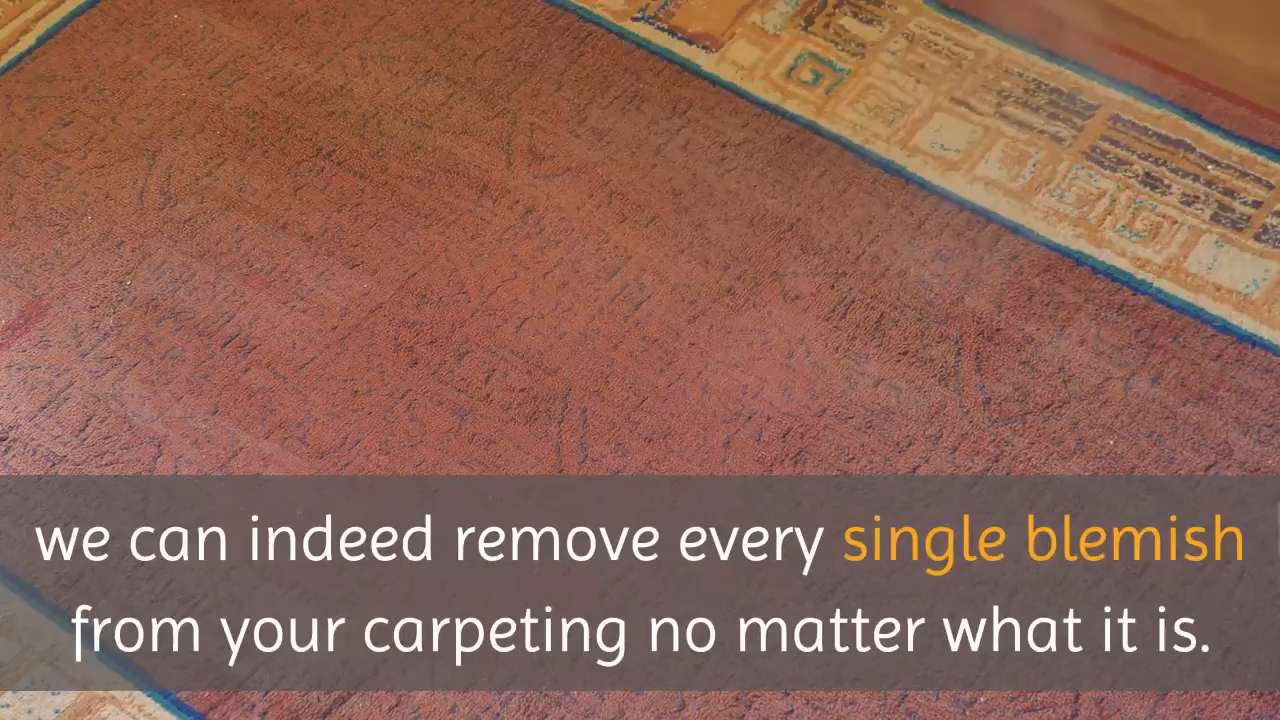 we can indeed remove every single blemish
from your carpeting no matter what it is.